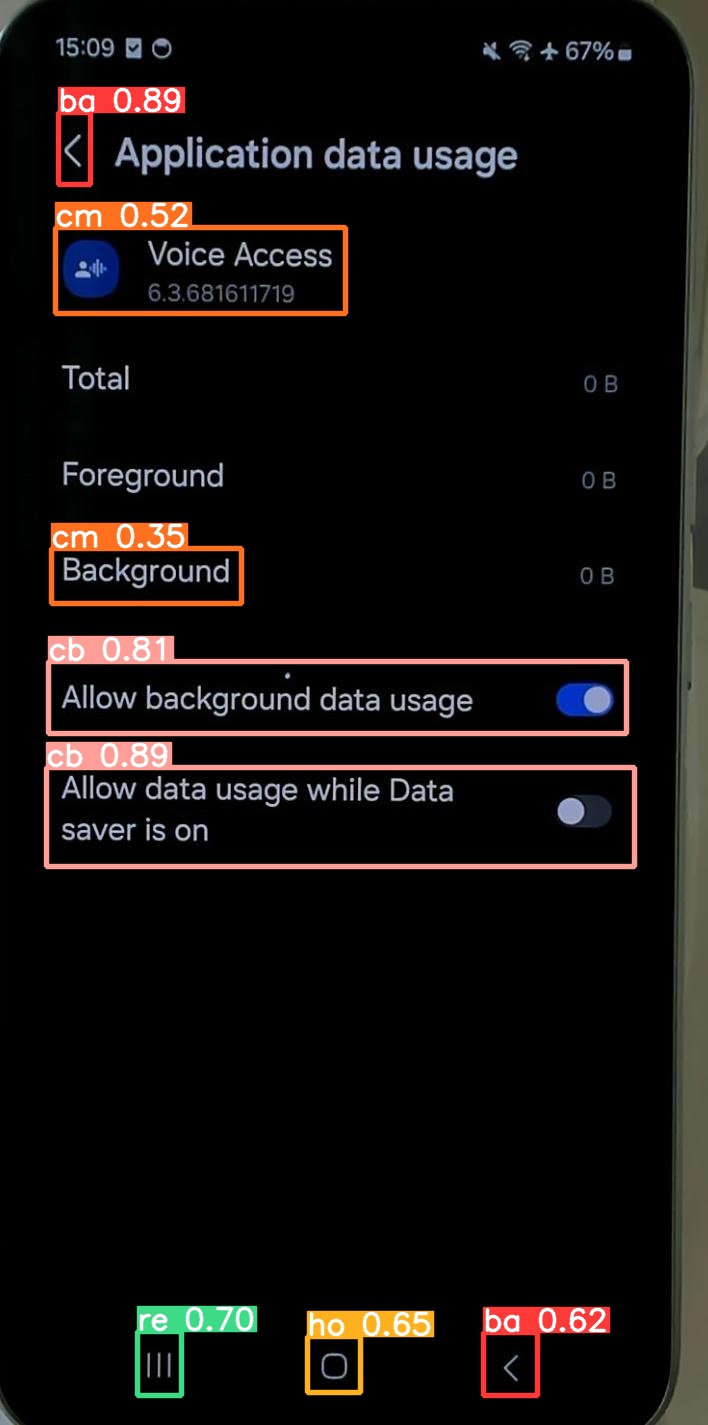 15:09
67%
ba 0.89
Application data usage
cm 0.52
Voice Access
6.3.681611719
Total 0 B
Foreground 0 B
cm 0.35
Background 0 B
cb 0.81
Allow background data usage
cb 0.89
Allow data usage while Data
saver is on
re 0.70
ho 0.65
ba 0.62